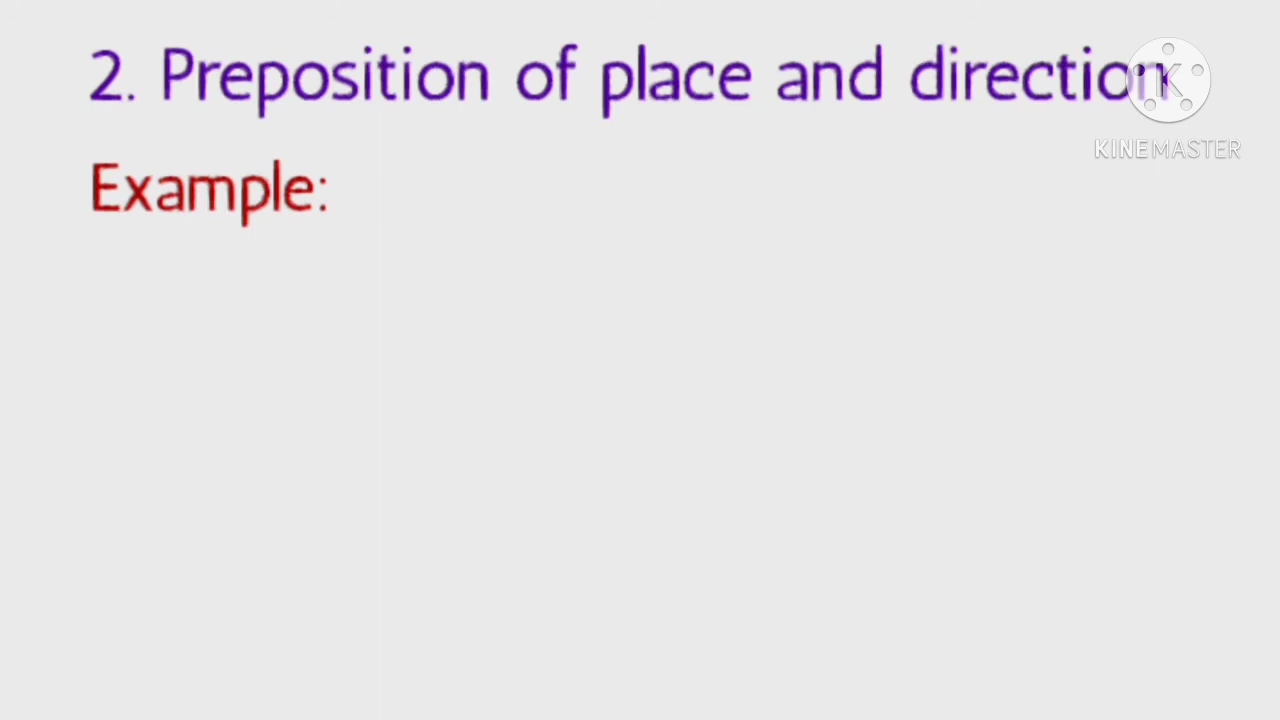 2. Preposition of place and direction
K
KINEMASTER
Example: